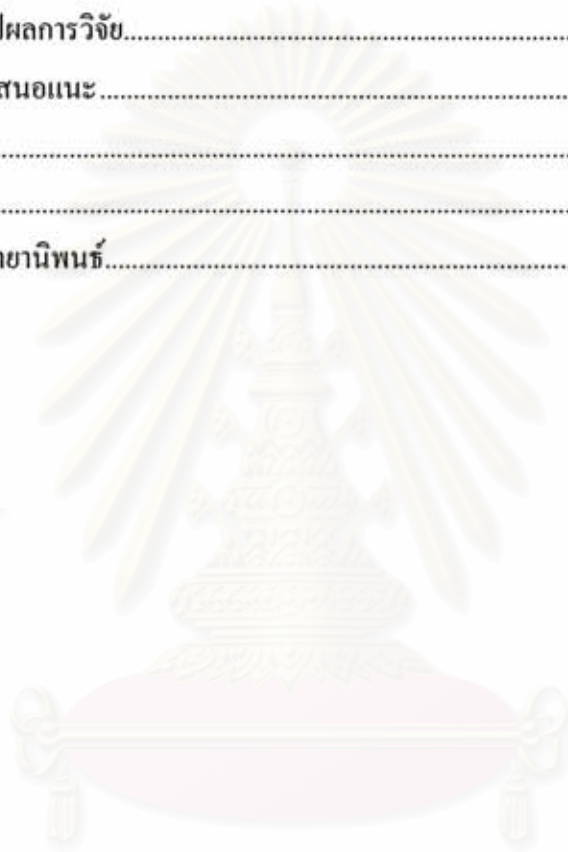 ปผลการวิจัย.......................................................................
สนอแนะ.......................................................................
.......................................................................
.......................................................................
ายานิพนธ์.......................................................................